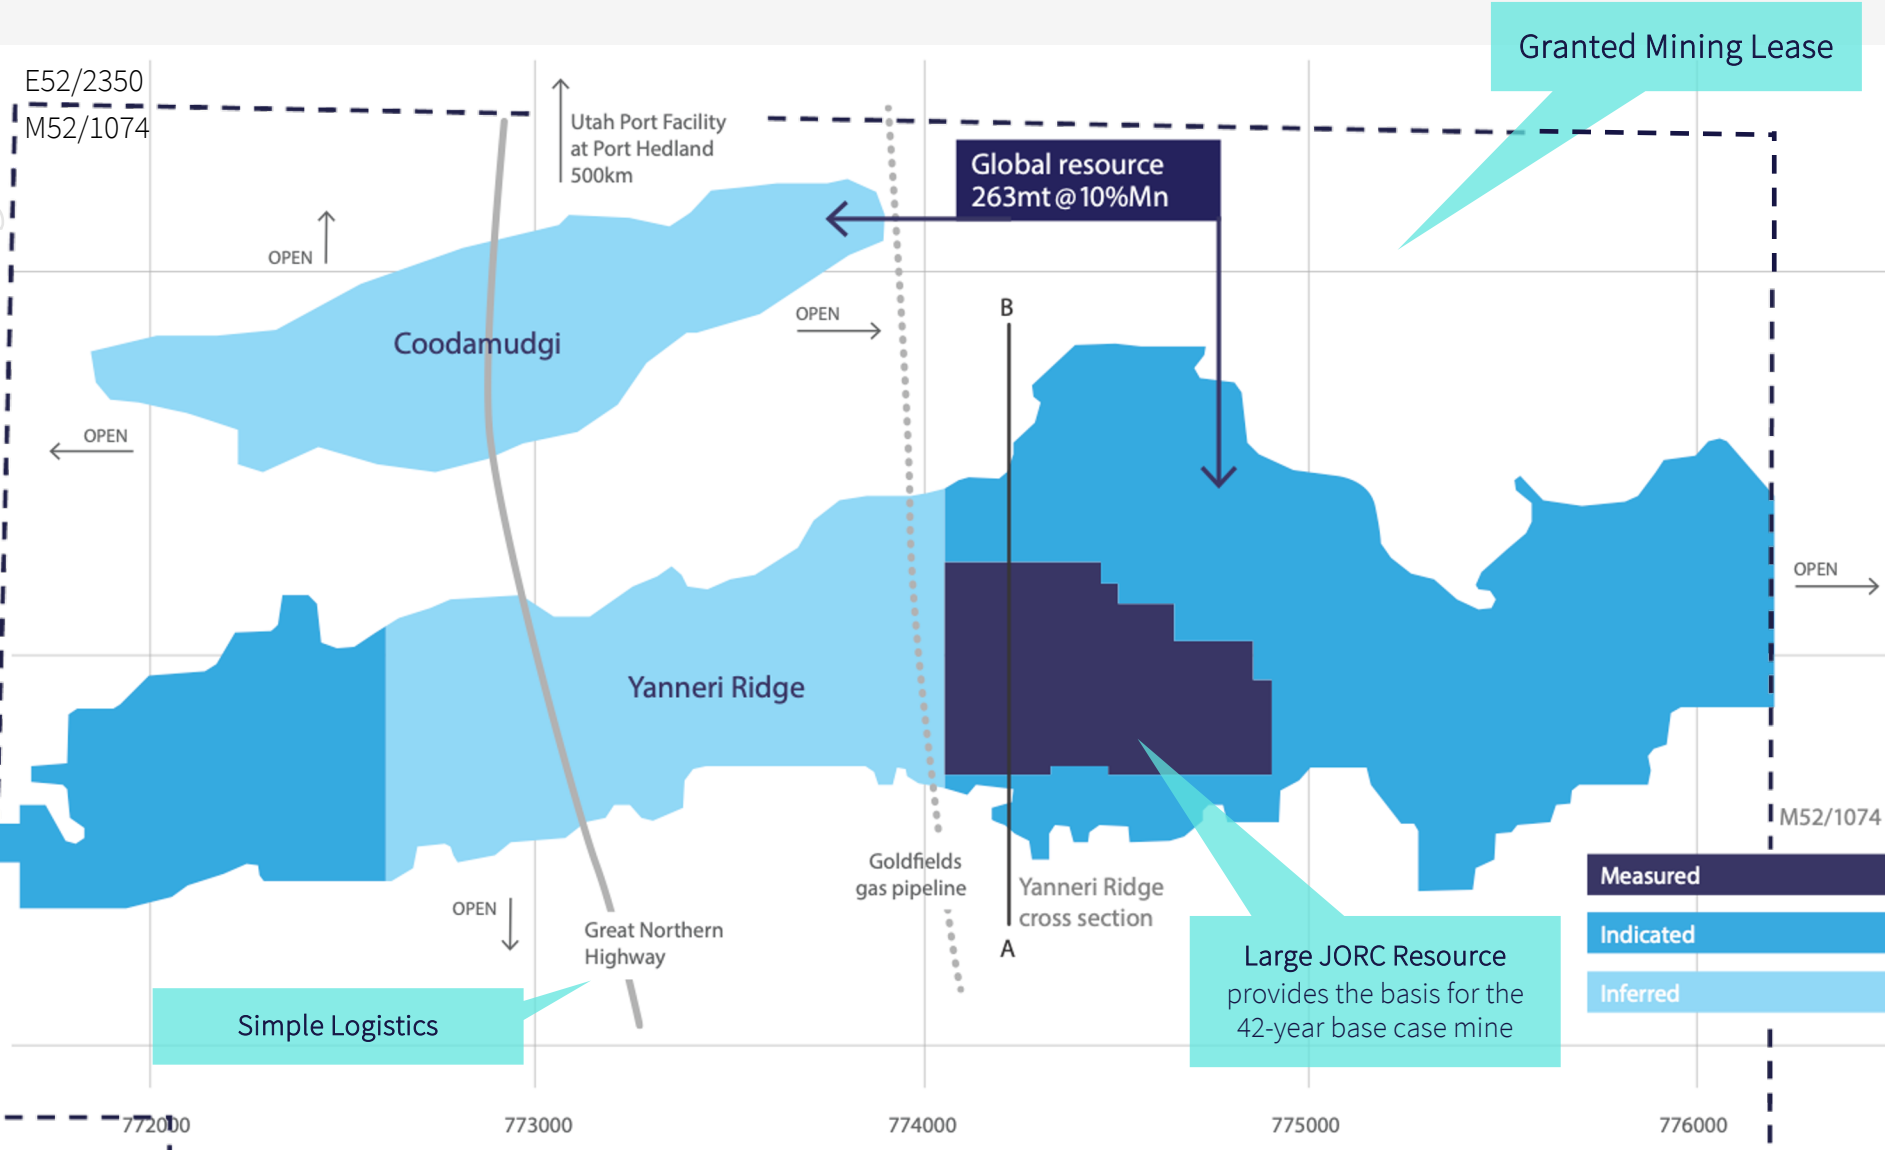 Granted Mining Lease
E52/2350
M52/1074
Utah Port Facility
at Port Hedland
500km
Global resource
263mt @ 10%Mn
OPEN
B
OPEN
Coodamudgi
OPEN
OPEN
Yanneri Ridge
M52/1074
Goldfields
gas pipeline
Yanneri Ridge
cross section
A
Measured
Indicated
Inferred
OPEN
Great Northern
Highway
Large JORC Resource
provides the basis for the
42-year base case mine
Simple Logistics
772000
773000
774000
775000
776000